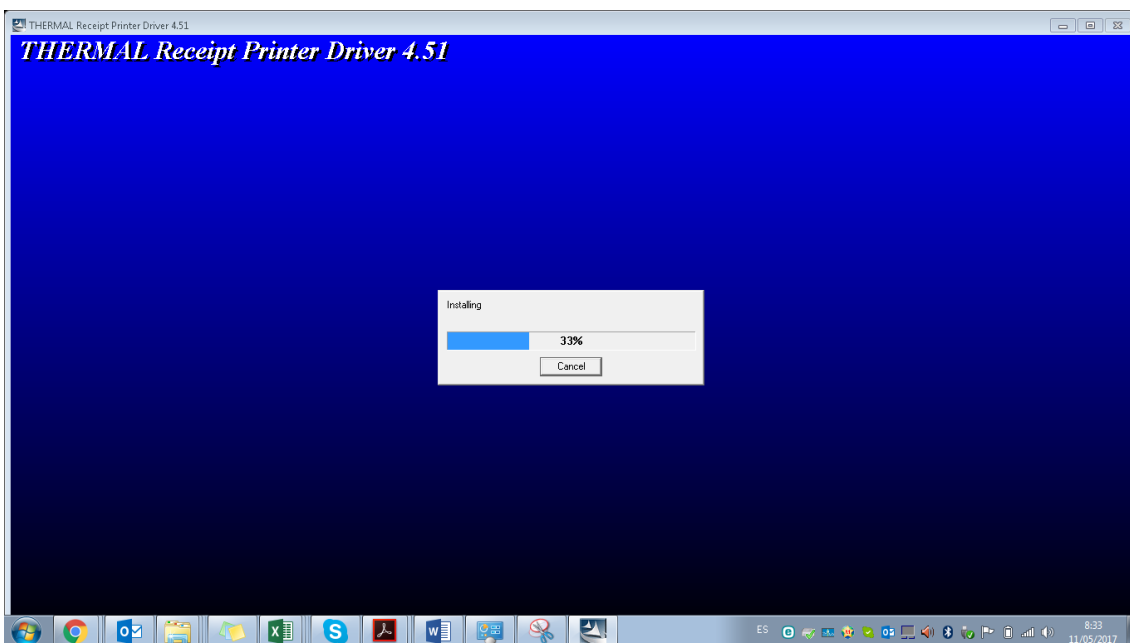 THERMAL Receipt Printer Driver 4.51
THERMAL Receipt Printer Driver 4.51
Installing
33%
Cancel
ES
8:33
11/05/2017